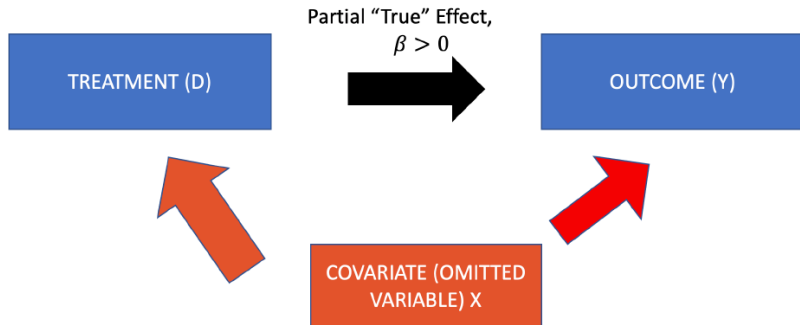 Partial “True” Effect,
𝛽 > 0
TREATMENT (D)
OUTCOME (Y)
COVARIATE (OMITTED
VARIABLE) X